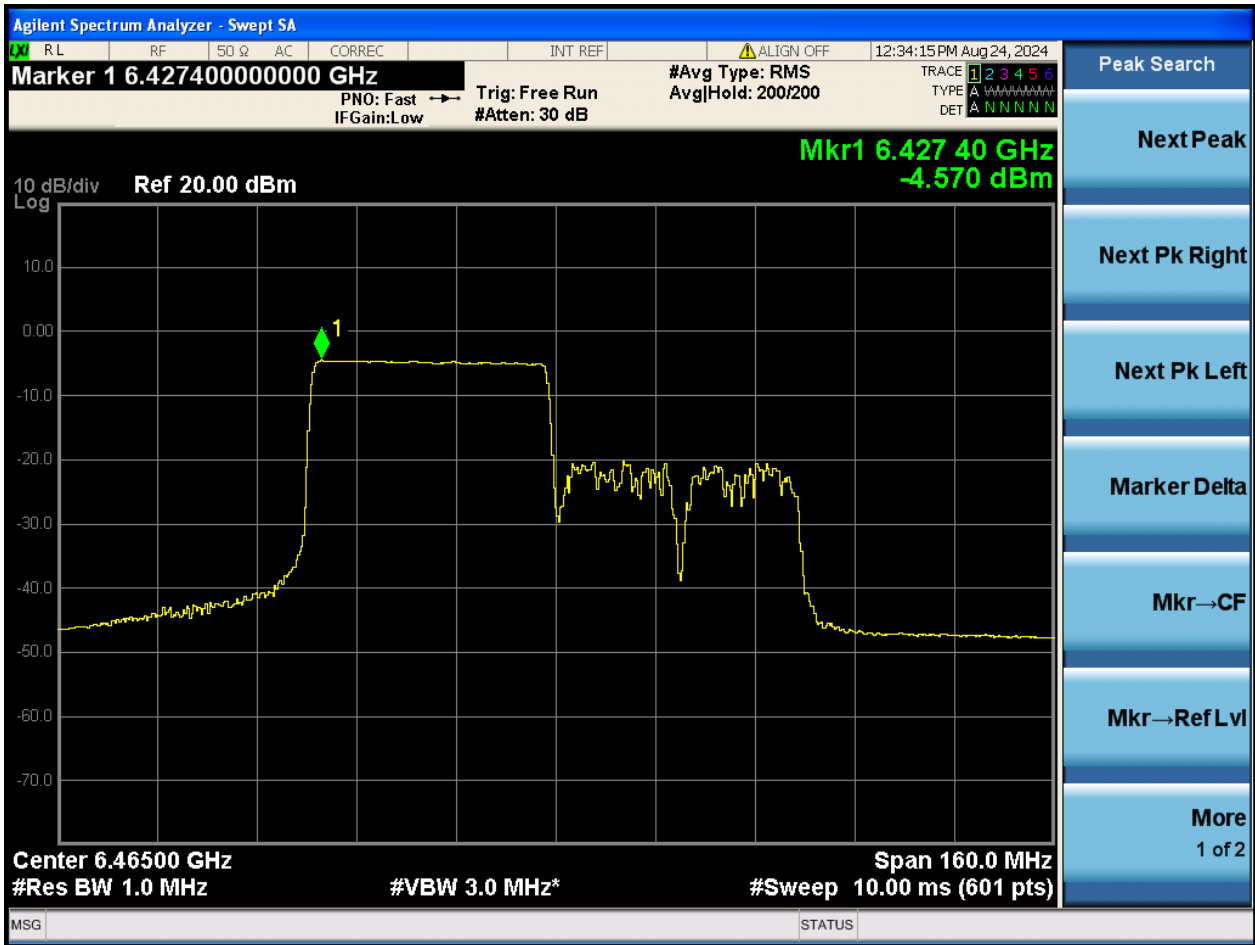 Agilent Spectrum Analyzer - Swept SA
LXI RL RF 50 Ω AC CORREC INT REF ALIGN OFF 12:34:15 PM Aug 24, 2024
Marker 1 6.427400000000 GHz
PNO: Fast
IFGain:Low
Trig: Free Run
#Atten: 30 dB
#Avg Type: RMS
Avg|Hold: 200/200
TRACE 1 2 3 4 5 6
TYPE A WWWWW
DET A N N N N N
Mkr1 6.427 40 GHz
-4.570 dBm
10 dB/div Ref 20.00 dBm
Log
10.0
0.00
1
-10.0
-20.0
-30.0
-40.0
-50.0
-60.0
-70.0
Center 6.46500 GHz Span 160.0 MHz
#Res BW 1.0 MHz #VBW 3.0 MHz* #Sweep 10.00 ms (601 pts)
MSG STATUS
Peak Search
Next Peak
Next Pk Right
Next Pk Left
Marker Delta
Mkr→CF
Mkr→Ref Lvl
More
1 of 2